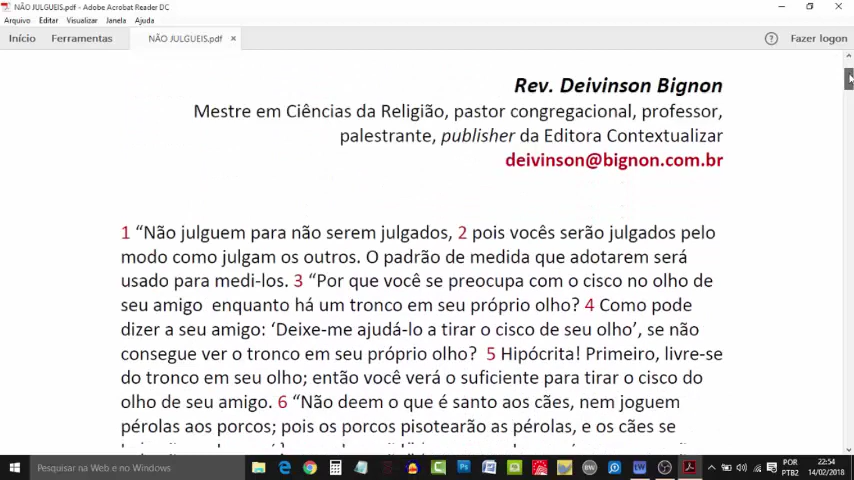 NÃO JULGUEIS.pdf - Adobe Acrobat Reader DC
Arquivo Editar Visualizar Janela Ajuda
Início Ferramentas NÃO JULGUEIS.pdf × ? Fazer logon
Rev. Deivinson Bignon
Mestre em Ciências da Religião, pastor congregacional, professor,
palestrante, publisher da Editora Contextualizar
deivinson@bignon.com.br
1 “Não julguem para não serem julgados, 2 pois vocês serão julgados pelo
modo como julgam os outros. O padrão de medida que adotarem será
usado para medi-los. 3 “Por que você se preocupa com o cisco no olho de
seu amigo enquanto há um tronco em seu próprio olho? 4 Como pode
dizer a seu amigo: ‘Deixe-me ajudá-lo a tirar o cisco de seu olho’, se não
consegue ver o tronco em seu próprio olho? 5 Hipócrita! Primeiro, livre-se
do tronco em seu olho; então você verá o suficiente para tirar o cisco do
olho de seu amigo. 6 “Não deem o que é santo aos cães, nem joguem
pérolas aos porcos; pois os porcos pisotearão as pérolas, e os cães se
Pesquisar na Web e no Windows POR 22:54
PTB2 14/02/2018